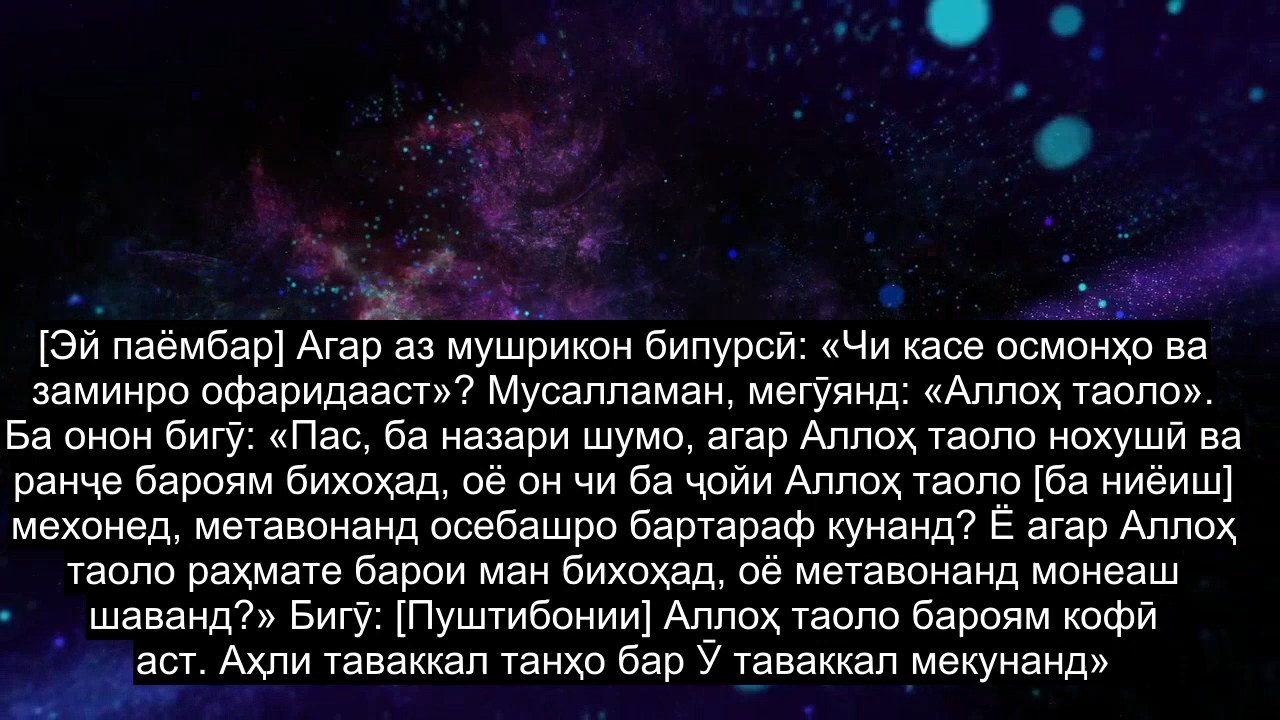 [Эй паёмбар] Агар аз мушрикон бипурсӣ: «Чи касе осмонҳо ва
заминро офаридааст»? Мусалламан, мегӯянд: «Аллоҳ таоло».
Ба онон бигӯ: «Пас, ба назари шумо, агар Аллоҳ таоло нохушӣ ва
ранҷе бароям бихоҳад, оё он чи ба ҷойи Аллоҳ таоло [ба ниёиш]
мехонед, метавонанд осебашро бартараф кунанд? Ё агар Аллоҳ
таоло раҳмате барои ман бихоҳад, оё метавонанд монеаш
шаванд?» Бигӯ: [Пуштибонии] Аллоҳ таоло бароям кофӣ
аст. Аҳли таваккал танҳо бар Ӯ таваккал мекунанд»